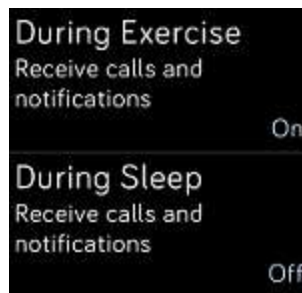 During Exercise
Receive calls and
notifications
On
During Sleep
Receive calls and
notifications
Off